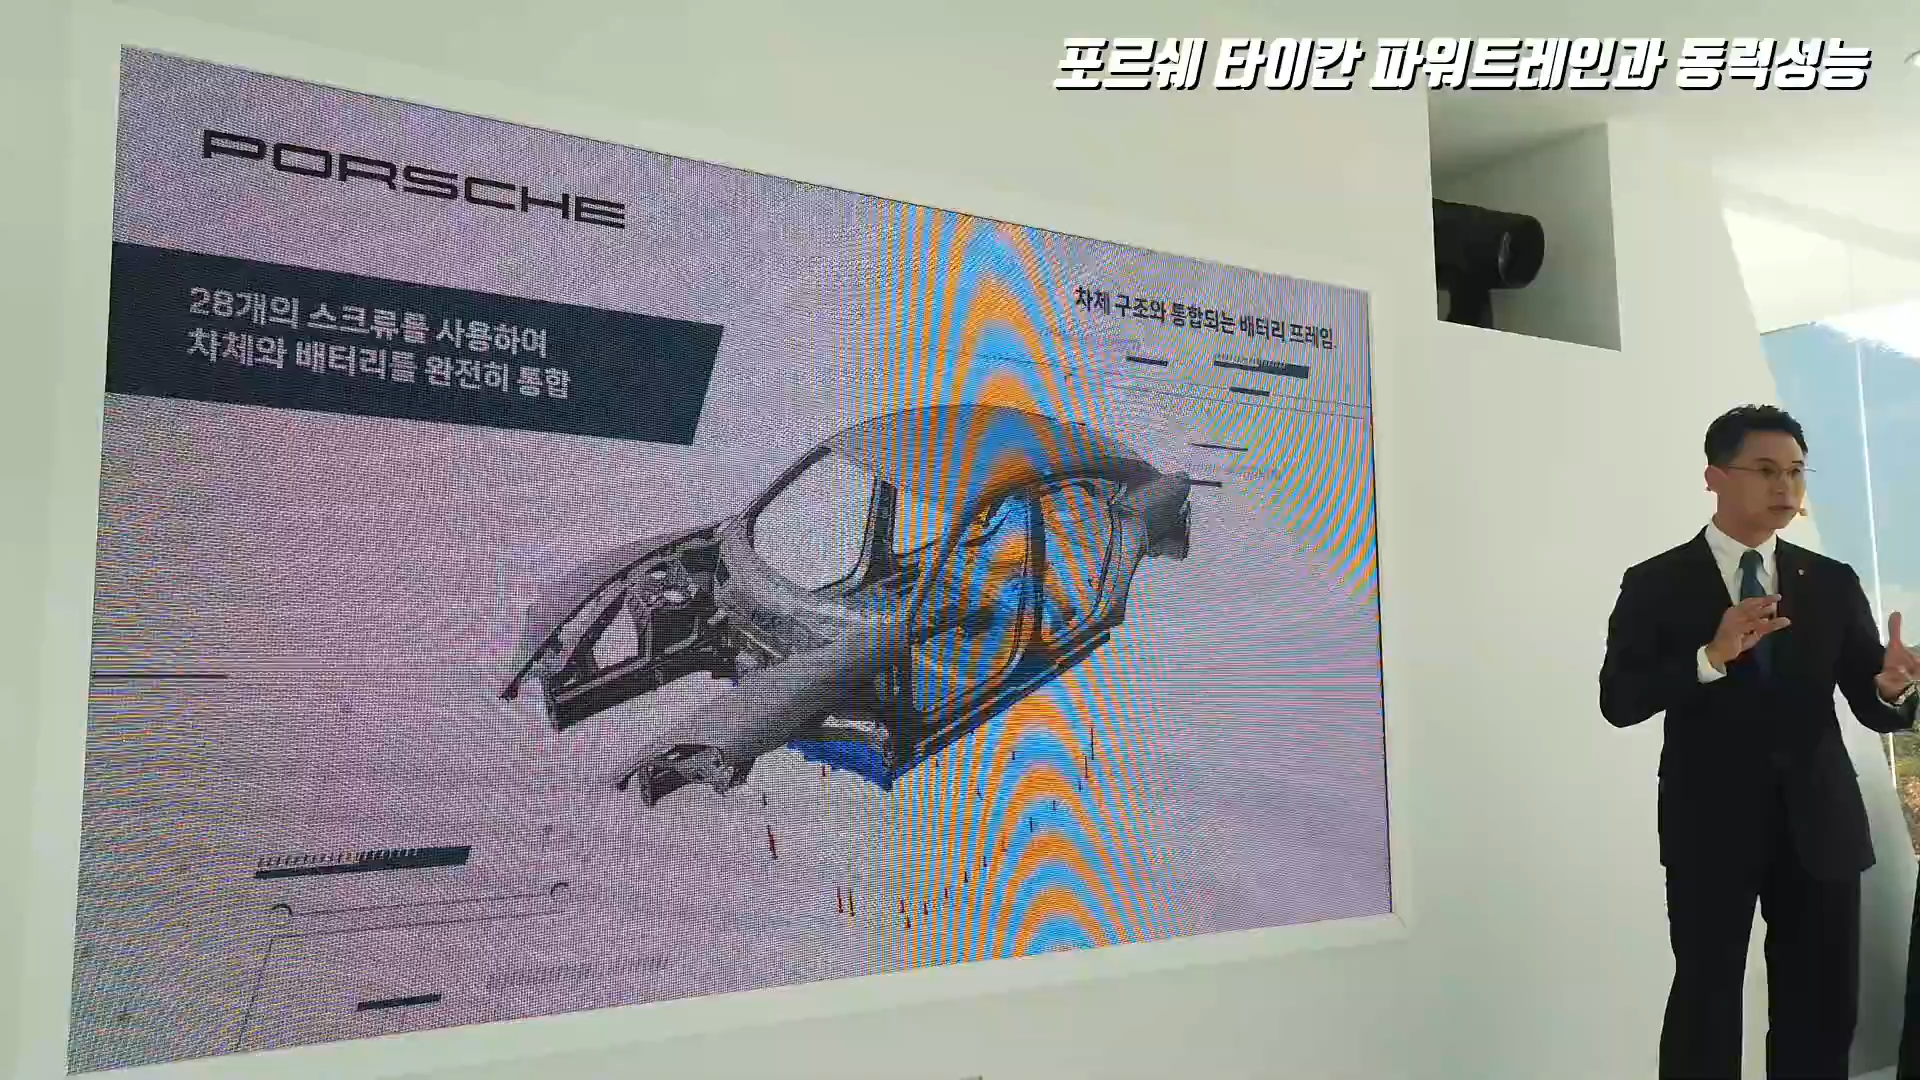 포르쉐 타이칸 파워트레인과 동력성능
PORSCHE
28개의 스크류를 사용하여
차체와 배터리를 완전히 통합
차체 구조와 통합되는 배터리 프레임.